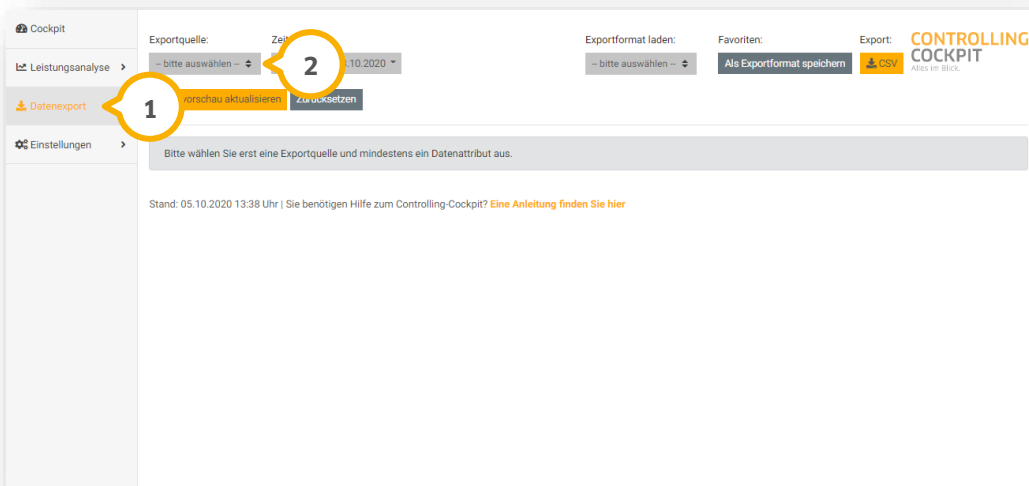 Cockpit
Leistungsanalyse
Datenexport
Einstellungen
1
2
Exportquelle:
-- bitte auswählen --
.10.2020
Exportformat laden:
-- bitte auswählen --
Favoriten:
Als Exportformat speichern
Export:
CSV
CONTROLLING
COCKPIT
Alles im Blick.
vorschau aktualisieren
Zurücksetzen
Bitte wählen Sie erst eine Exportquelle und mindestens ein Datenattribut aus.
Stand: 05.10.2020 13:38 Uhr | Sie benötigen Hilfe zum Controlling-Cockpit? Eine Anleitung finden Sie hier